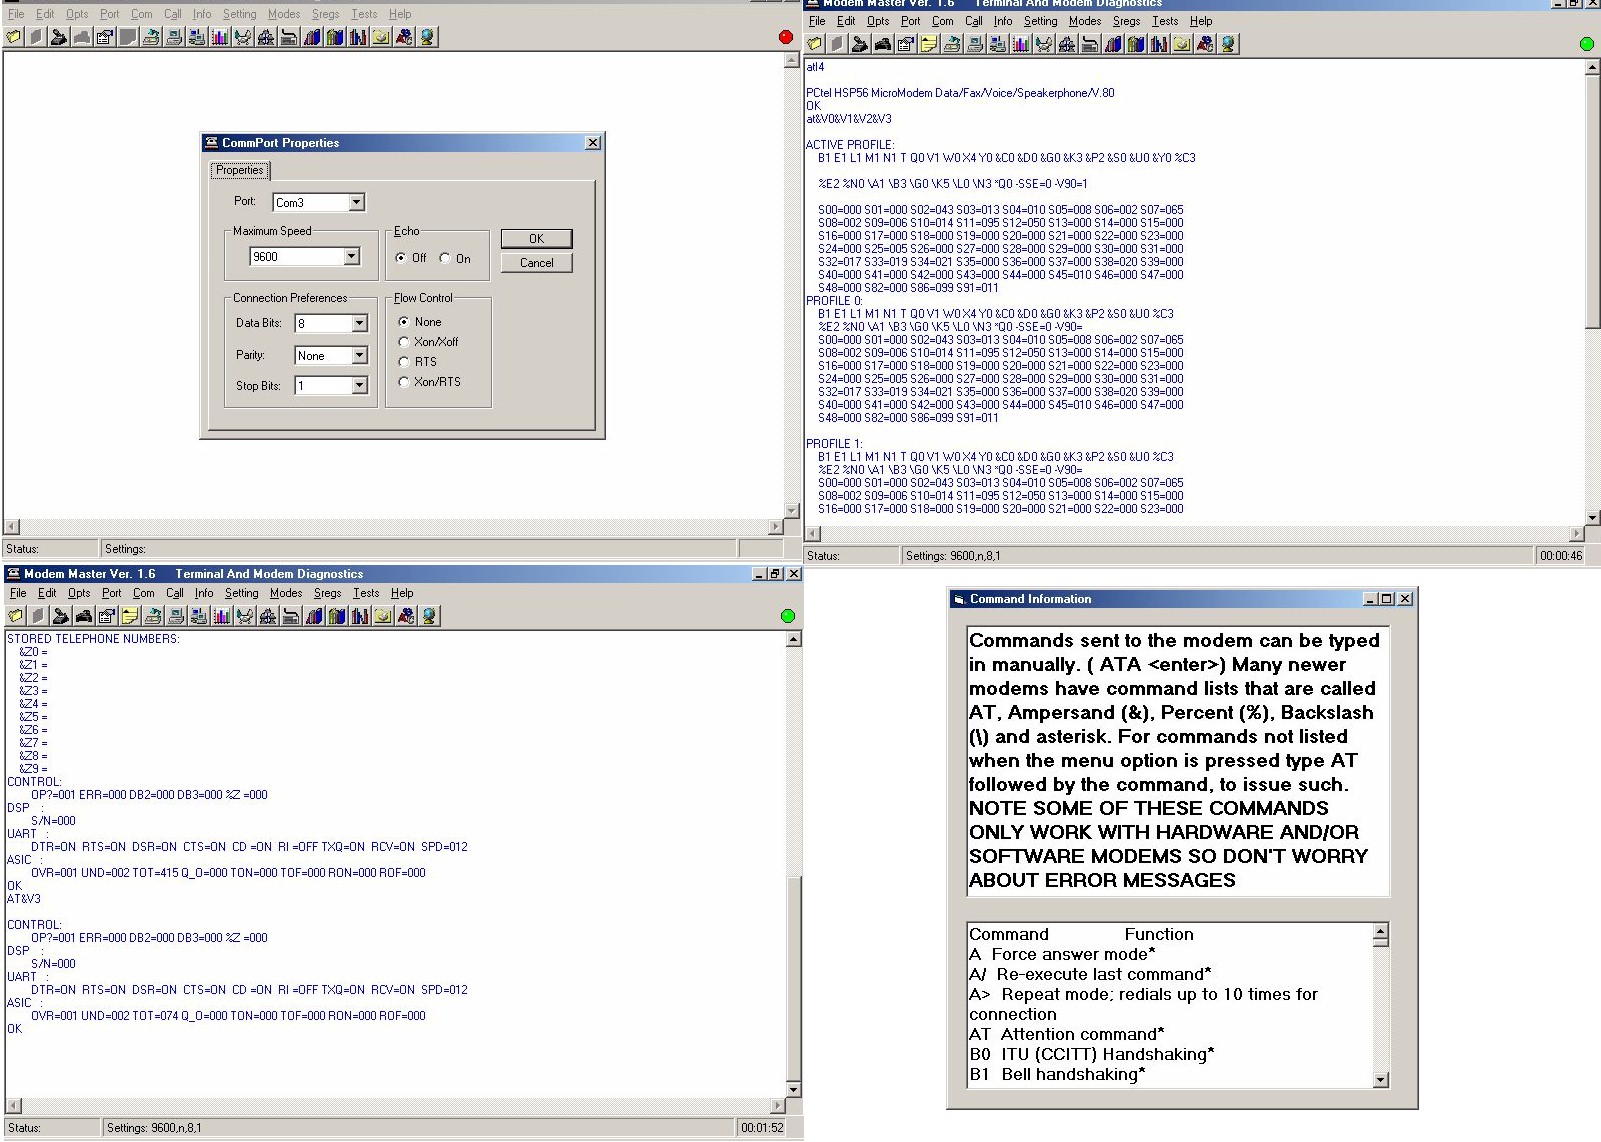 File Edit Opts Port Com Call Info Setting Modes Sregs Tests Help
CommPort Properties
Properties
Port: Com3
Maximum Speed
9600
Echo
Off On
OK
Cancel
Connection Preferences
Data Bits: 8
Parity: None
Stop Bits: 1
Flow Control
None
Xon/Xoff
RTS
Xon/RTS
Status: Settings:
Modem Master Ver. 1.6 Terminal And Modem Diagnostics
File Edit Opts Port Com Call Info Setting Modes Sregs Tests Help
atI4
PCtel HSP56 MicroModem Data/Fax/Voice/Speakerphone/V.80
OK
at&V0&V1&V2&V3
ACTIVE PROFILE:
B1 E1 L1 M1 N1 T Q0 V1 W0 X4 Y0 &C0 &D0 &G0 &K3 &P2 &S0 &U0 &Y0 %C3
%E2 %N0 \A1 \B3 \G0 \K5 \L0 \N3 *Q0 -SSE=0 -V90=1
S00=000 S01=000 S02=043 S03=013 S04=010 S05=008 S06=002 S07=065
S08=002 S09=006 S10=014 S11=095 S12=050 S13=000 S14=000 S15=000
S16=000 S17=000 S18=000 S19=000 S20=000 S21=000 S22=000 S23=000
S24=000 S25=005 S26=000 S27=000 S28=000 S29=000 S30=000 S31=000
S32=017 S33=019 S34=021 S35=000 S36=000 S37=000 S38=020 S39=000
S40=000 S41=000 S42=000 S43=000 S44=000 S45=010 S46=000 S47=000
S48=000 S82=000 S86=099 S91=011
PROFILE 0:
B1 E1 L1 M1 N1 T Q0 V1 W0 X4 Y0 &C0 &D0 &G0 &K3 &P2 &S0 &U0 %C3
%E2 %N0 \A1 \B3 \G0 \K5 \L0 \N3 *Q0 -SSE=0 -V90=
S00=000 S01=000 S02=043 S03=013 S04=010 S05=008 S06=002 S07=065
S08=002 S09=006 S10=014 S11=095 S12=050 S13=000 S14=000 S15=000
S16=000 S17=000 S18=000 S19=000 S20=000 S21=000 S22=000 S23=000
S24=000 S25=005 S26=000 S27=000 S28=000 S29=000 S30=000 S31=000
S32=017 S33=019 S34=021 S35=000 S36=000 S37=000 S38=020 S39=000
S40=000 S41=000 S42=000 S43=000 S44=000 S45=010 S46=000 S47=000
S48=000 S82=000 S86=099 S91=011
PROFILE 1:
B1 E1 L1 M1 N1 T Q0 V1 W0 X4 Y0 &C0 &D0 &G0 &K3 &P2 &S0 &U0 %C3
%E2 %N0 \A1 \B3 \G0 \K5 \L0 \N3 *Q0 -SSE=0 -V90=
S00=000 S01=000 S02=043 S03=013 S04=010 S05=008 S06=002 S07=065
S08=002 S09=006 S10=014 S11=095 S12=050 S13=000 S14=000 S15=000
S16=000 S17=000 S18=000 S19=000 S20=000 S21=000 S22=000 S23=000
Status: Settings: 9600,n,8,1 00:00:46
Modem Master Ver. 1.6 Terminal And Modem Diagnostics
File Edit Opts Port Com Call Info Setting Modes Sregs Tests Help
STORED TELEPHONE NUMBERS:
&Z0 =
&Z1 =
&Z2 =
&Z3 =
&Z4 =
&Z5 =
&Z6 =
&Z7 =
&Z8 =
&Z9 =
CONTROL:
OP?=001 ERR=000 DB2=000 DB3=000 %Z =000
DSP :
S/N=000
UART :
DTR=ON RTS=ON DSR=ON CTS=ON CD =ON RI =OFF TXQ=ON RCV=ON SPD=012
ASIC :
OVR=001 UND=002 TOT=415 Q_O=000 TON=000 TOF=000 RON=000 ROF=000
OK
AT&V3
CONTROL:
OP?=001 ERR=000 DB2=000 DB3=000 %Z =000
DSP :
S/N=000
UART :
DTR=ON RTS=ON DSR=ON CTS=ON CD =ON RI =OFF TXQ=ON RCV=ON SPD=012
ASIC :
OVR=001 UND=002 TOT=074 Q_O=000 TON=000 TOF=000 RON=000 ROF=000
OK
Status: Settings: 9600,n,8,1 00:01:52
Command Information
Commands sent to the modem can be typed
in manually. ( ATA <enter>) Many newer
modems have command lists that are called
AT, Ampersand (&), Percent (%), Backslash
(\) and asterisk. For commands not listed
when the menu option is pressed type AT
followed by the command, to issue such.
NOTE SOME OF THESE COMMANDS
ONLY WORK WITH HARDWARE AND/OR
SOFTWARE MODEMS SO DON'T WORRY
ABOUT ERROR MESSAGES
Command Function
A Force answer mode*
A/ Re-execute last command*
A> Repeat mode; redials up to 10 times for
connection
AT Attention command*
B0 ITU (CCITT) Handshaking*
B1 Bell handshaking*